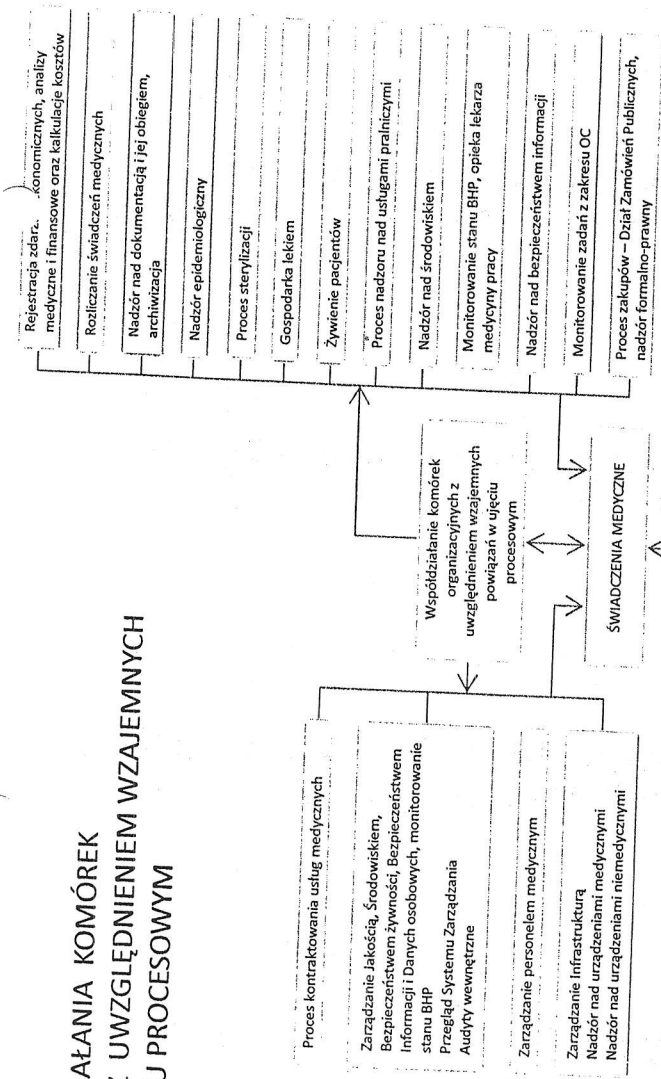 AŁANIA KOMÓREK
UWZGLĘDNIENIEM WZAJEMNYCH
U PROCESOWYM
Proces kontraktowania usług medycznych
Zarządzanie Jakością, Środowiskiem,
Bezpieczeństwem żywności, Bezpieczeństwem
Informacji i Danych osobowych, monitorowanie
stanu BHP
Przegląd Systemu Zarządzania
Audyty wewnętrzne
Zarządzanie personelem medycznym
Zarządzanie Infrastrukturą
Nadzór nad urządzeniami medycznymi
Nadzór nad urządzeniami niemedycznymi
Współdziałanie komórek
organizacyjnych z
uwzględnieniem wzajemnych
powiązań w ujęciu
procesowym
ŚWIADCZENIA MEDYCZNE
Rejestracja zdarz konomicznych, analizy
medyczne i finansowe oraz kalkulacje kosztów
Rozliczanie świadczeń medycznych
Nadzór nad dokumentacją i jej obiegiem,
archiwizacja
Nadzór epidemiologiczny
Proces sterylizacji
Gospodarka lekiem
Żywienie pacjentów
Proces nadzoru nad usługami pralniczymi
Nadzór nad środowiskiem
Monitorowanie stanu BHP, opieka lekarza
medycyny pracy
Nadzór nad bezpieczeństwem informacji
Monitorowanie zadań z zakresu OC
Proces zakupów – Dział Zamówień Publicznych,
nadzór formalno-prawny